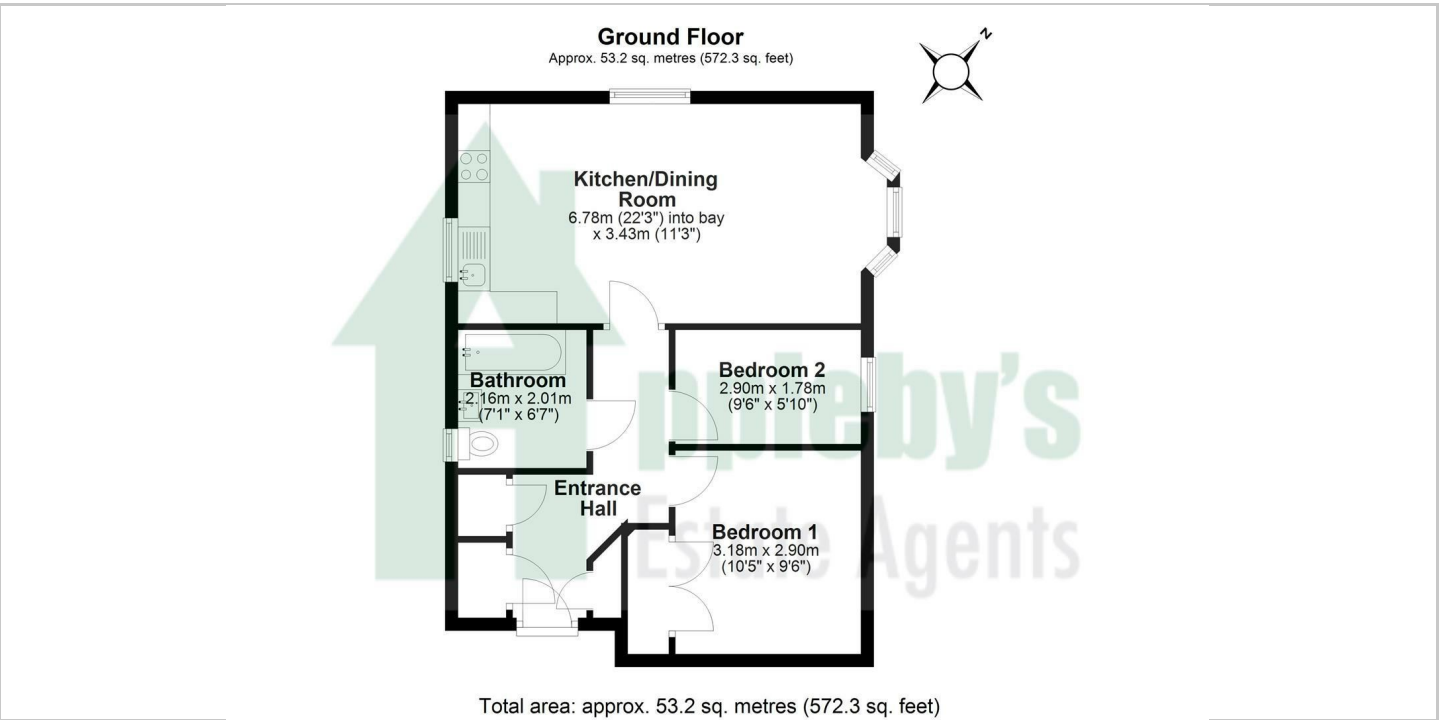 Ground Floor
Approx. 53.2 sq. metres (572.3 sq. feet)
N
Kitchen/Dining
Room
6.78m (22'3") into bay
x 3.43m (11'3")
Bathroom
2.16m x 2.01m
(7'1" x 6'7")
Bedroom 2
2.90m x 1.78m
(9'6" x 5'10")
ppleby's
Entrance
Hall
Bedroom 1
3.18m x 2.90m
(10'5" x 9'6")
Estate Agents
Total area: approx. 53.2 sq. metres (572.3 sq. feet)